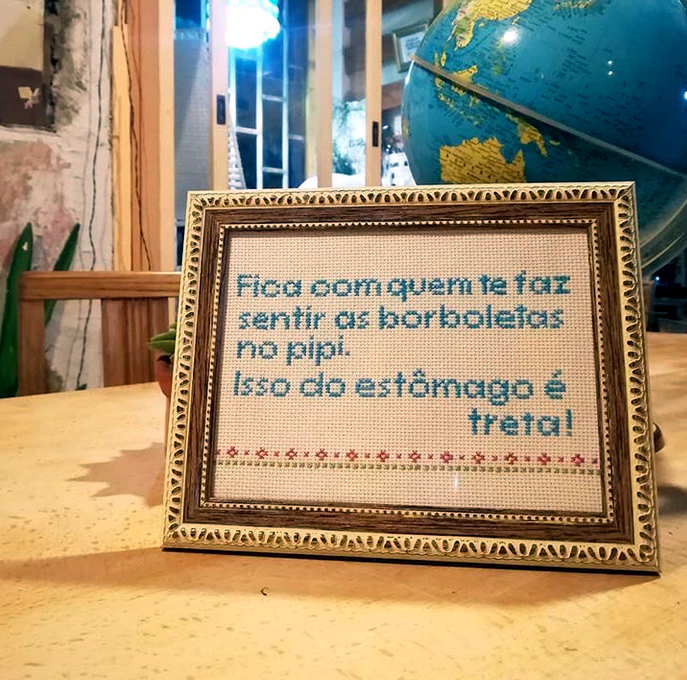 Fica com quem te faz
sentir as borboletas
no pipi.
Isso do estômago é
treta!